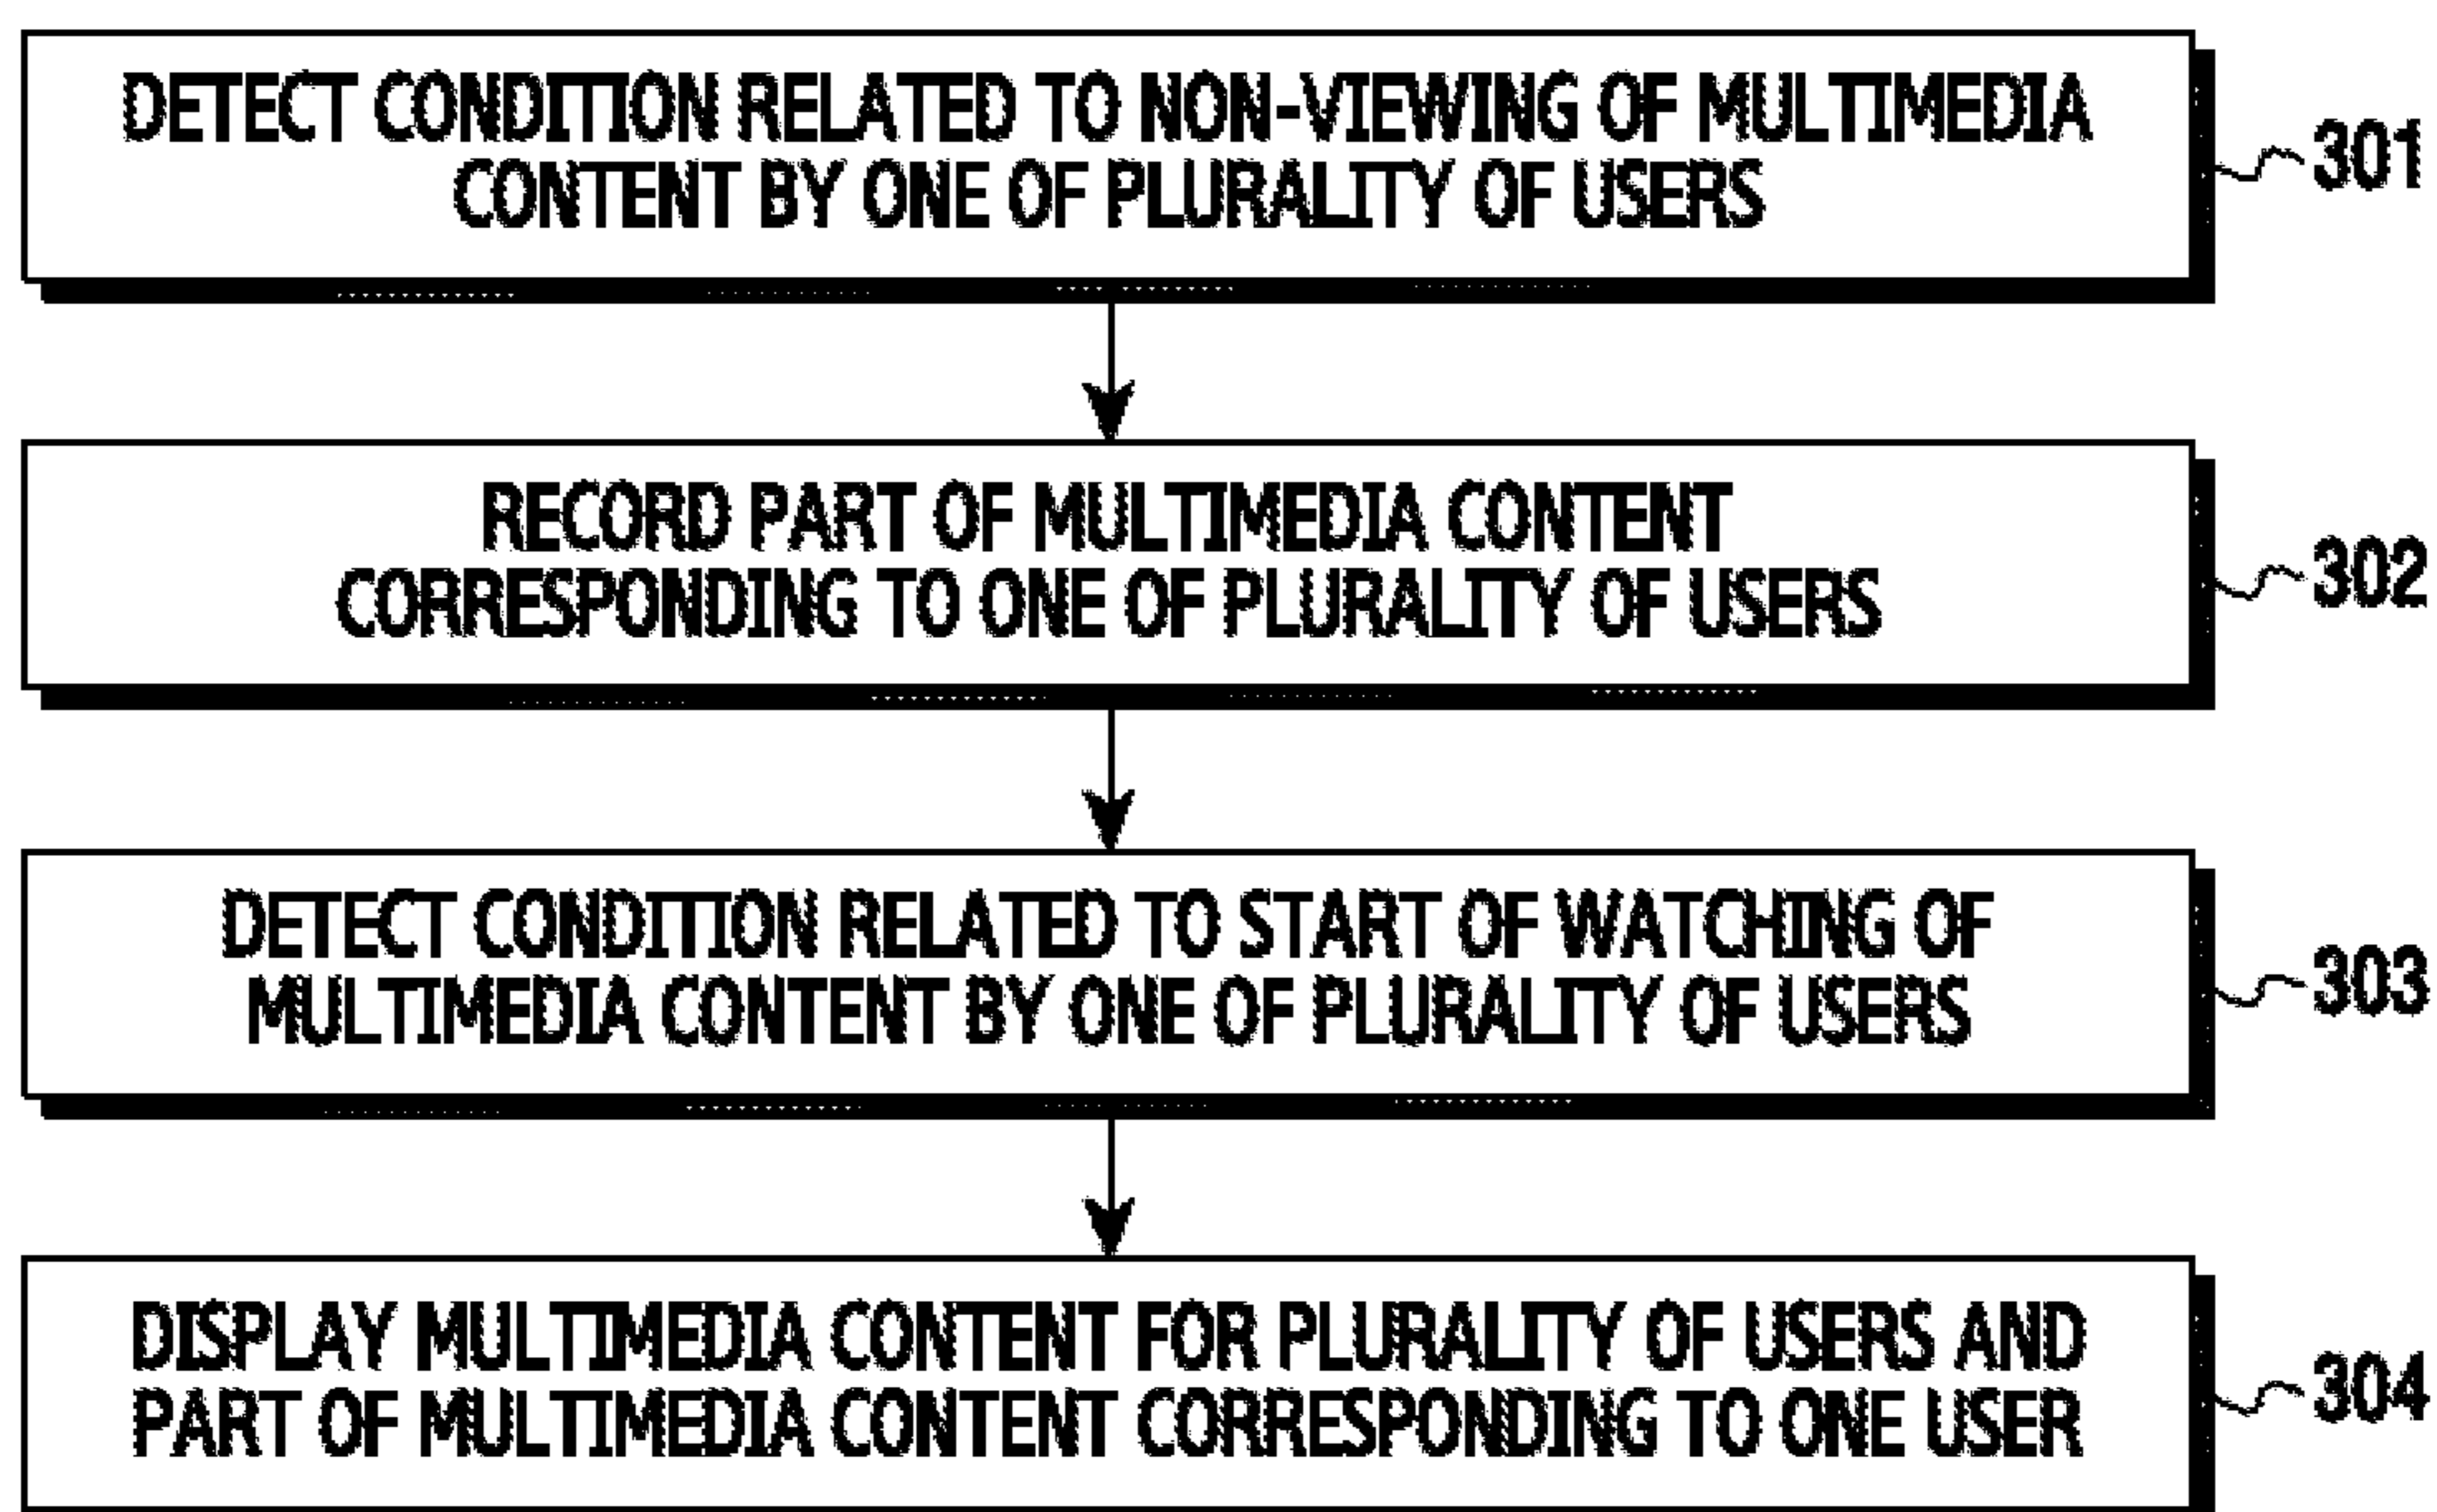 DETECT CONDITION RELATED TO NON-VIEWING OF MULTIMEDIA
CONTENT BY ONE OF PLURALITY OF USERS
301
RECORD PART OF MULTIMEDIA CONTENT
CORRESPONDING TO ONE OF PLURALITY OF USERS
302
DETECT CONDITION RELATED TO START OF WATCHING OF
MULTIMEDIA CONTENT BY ONE OF PLURALITY OF USERS
303
DISPLAY MULTIMEDIA CONTENT FOR PLURALITY OF USERS AND
PART OF MULTIMEDIA CONTENT CORRESPONDING TO ONE USER
304